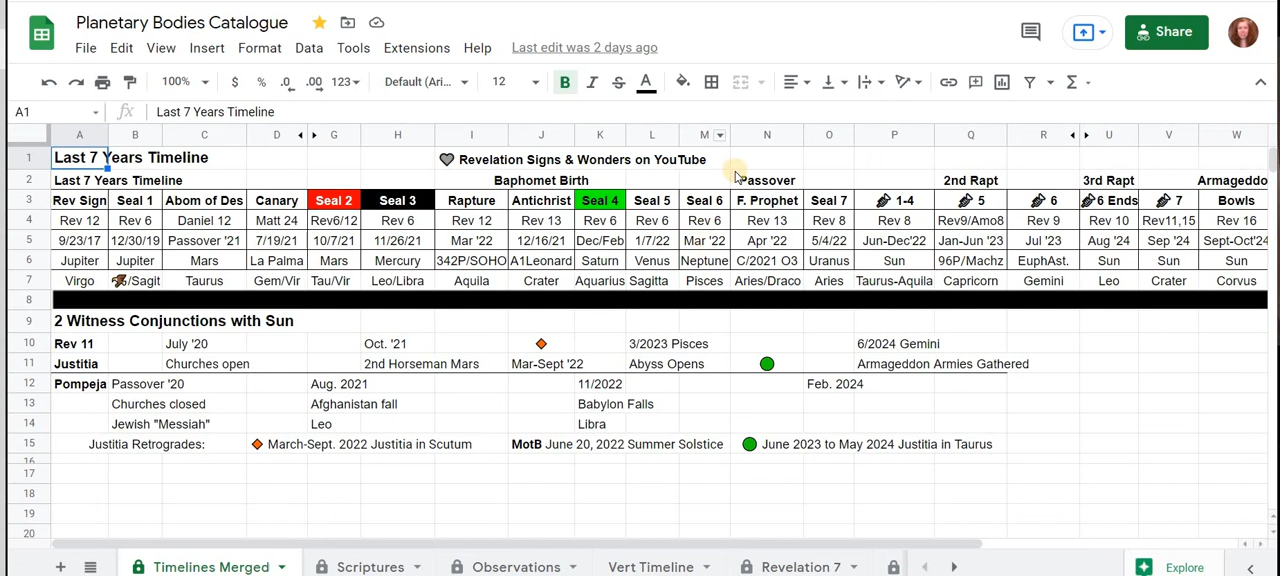 Planetary Bodies Catalogue
File Edit View Insert Format Data Tools Extensions Help Last edit was 2 days ago
Share
100% $ % .0 .00 123 Default (Ari... 12 B I S A Σ
A1 fx Last 7 Years Timeline
A B C D G H I J K L M N O P Q R U V W
1 Last 7 Years Timeline Revelation Signs & Wonders on YouTube
2 Last 7 Years Timeline Baphomet Birth Passover 2nd Rapt 3rd Rapt Armageddo
3 Rev Sign Seal 1 Abom of Des Canary Seal 2 Seal 3 Rapture Antichrist Seal 4 Seal 5 Seal 6 F. Prophet Seal 7 1-4 5 6 6 Ends 7 Bowls
4 Rev 12 Rev 6 Daniel 12 Matt 24 Rev6/12 Rev 6 Rev 12 Rev 13 Rev 6 Rev 6 Rev 6 Rev 13 Rev 8 Rev 8 Rev9/Amo8 Rev 9 Rev 10 Rev11,15 Rev 16
5 9/23/17 12/30/19 Passover '21 7/19/21 10/7/21 11/26/21 Mar '22 12/16/21 Dec/Feb 1/7/22 Mar '22 Apr '22 5/4/22 Jun-Dec'22 Jan-Jun '23 Jul '23 Aug '24 Sep '24 Sept-Oct'24
6 Jupiter Jupiter Mars La Palma Mars Mercury 342P/SOHO A1Leonard Saturn Venus Neptune C/2021 O3 Uranus Sun 96P/Machz EuphAst. Sun Sun Sun
7 Virgo /Sagit Taurus Gem/Vir Tau/Vir Leo/Libra Aquila Crater Aquarius Sagitta Pisces Aries/Draco Aries Taurus-Aquila Capricorn Gemini Leo Crater Corvus
8
9 2 Witness Conjunctions with Sun
10 Rev 11 July '20 Oct. '21 3/2023 Pisces 6/2024 Gemini
11 Justitia Churches open 2nd Horseman Mars Mar-Sept '22 Abyss Opens Armageddon Armies Gathered
12 Pompeja Passover '20 Aug. 2021 11/2022 Feb. 2024
13 Churches closed Afghanistan fall Babylon Falls
14 Jewish "Messiah" Leo Libra
15 Justitia Retrogrades: March-Sept. 2022 Justitia in Scutum MotB June 20, 2022 Summer Solstice June 2023 to May 2024 Justitia in Taurus
16
17
18
19
20
Timelines Merged Scriptures Observations Vert Timeline Revelation 7 Explore